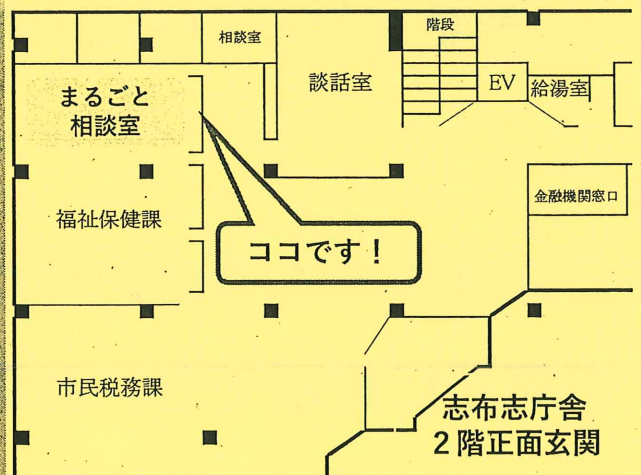 相談室
階段
談話室
EV
給湯室
まるごと
相談室
金融機関窓口
福祉保健課
ココです！
市民税務課
志布志庁舎
２階正面玄関